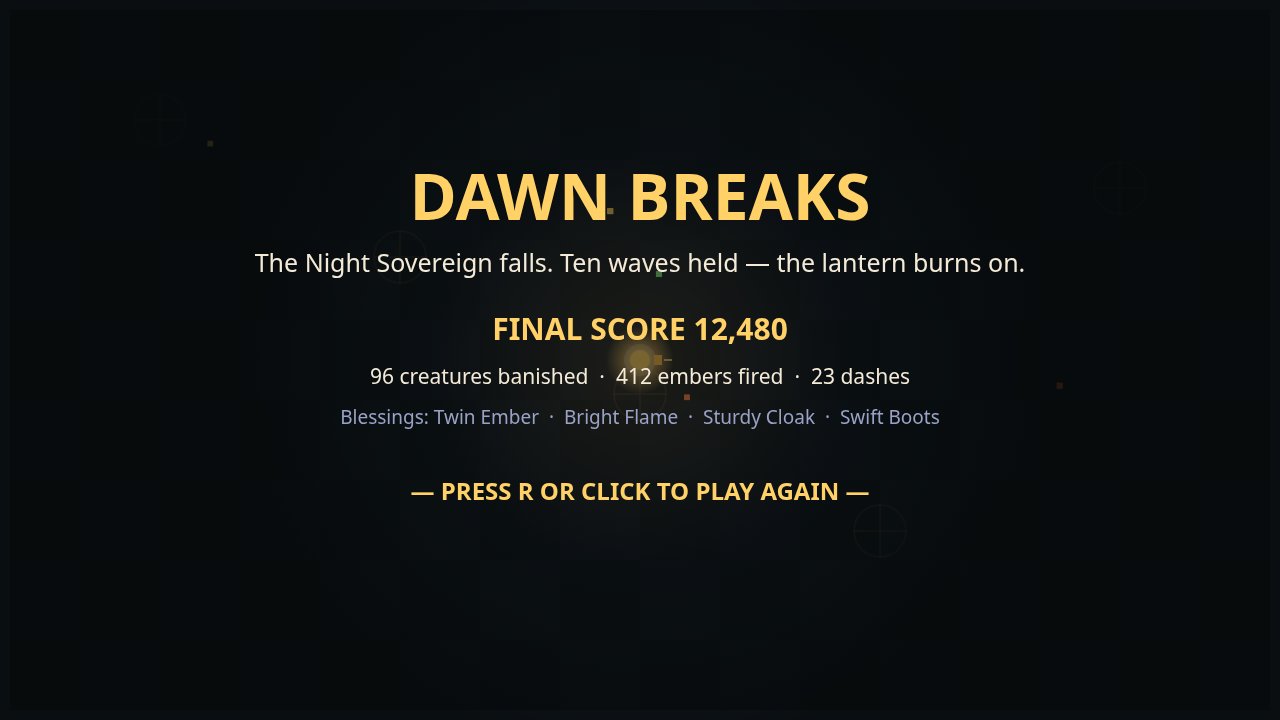 DAWN BREAKS
The Night Sovereign falls. Ten waves held — the lantern burns on.
FINAL SCORE 12,480
96 creatures banished · 412 embers fired · 23 dashes
Blessings: Twin Ember · Bright Flame · Sturdy Cloak · Swift Boots
— PRESS R OR CLICK TO PLAY AGAIN —